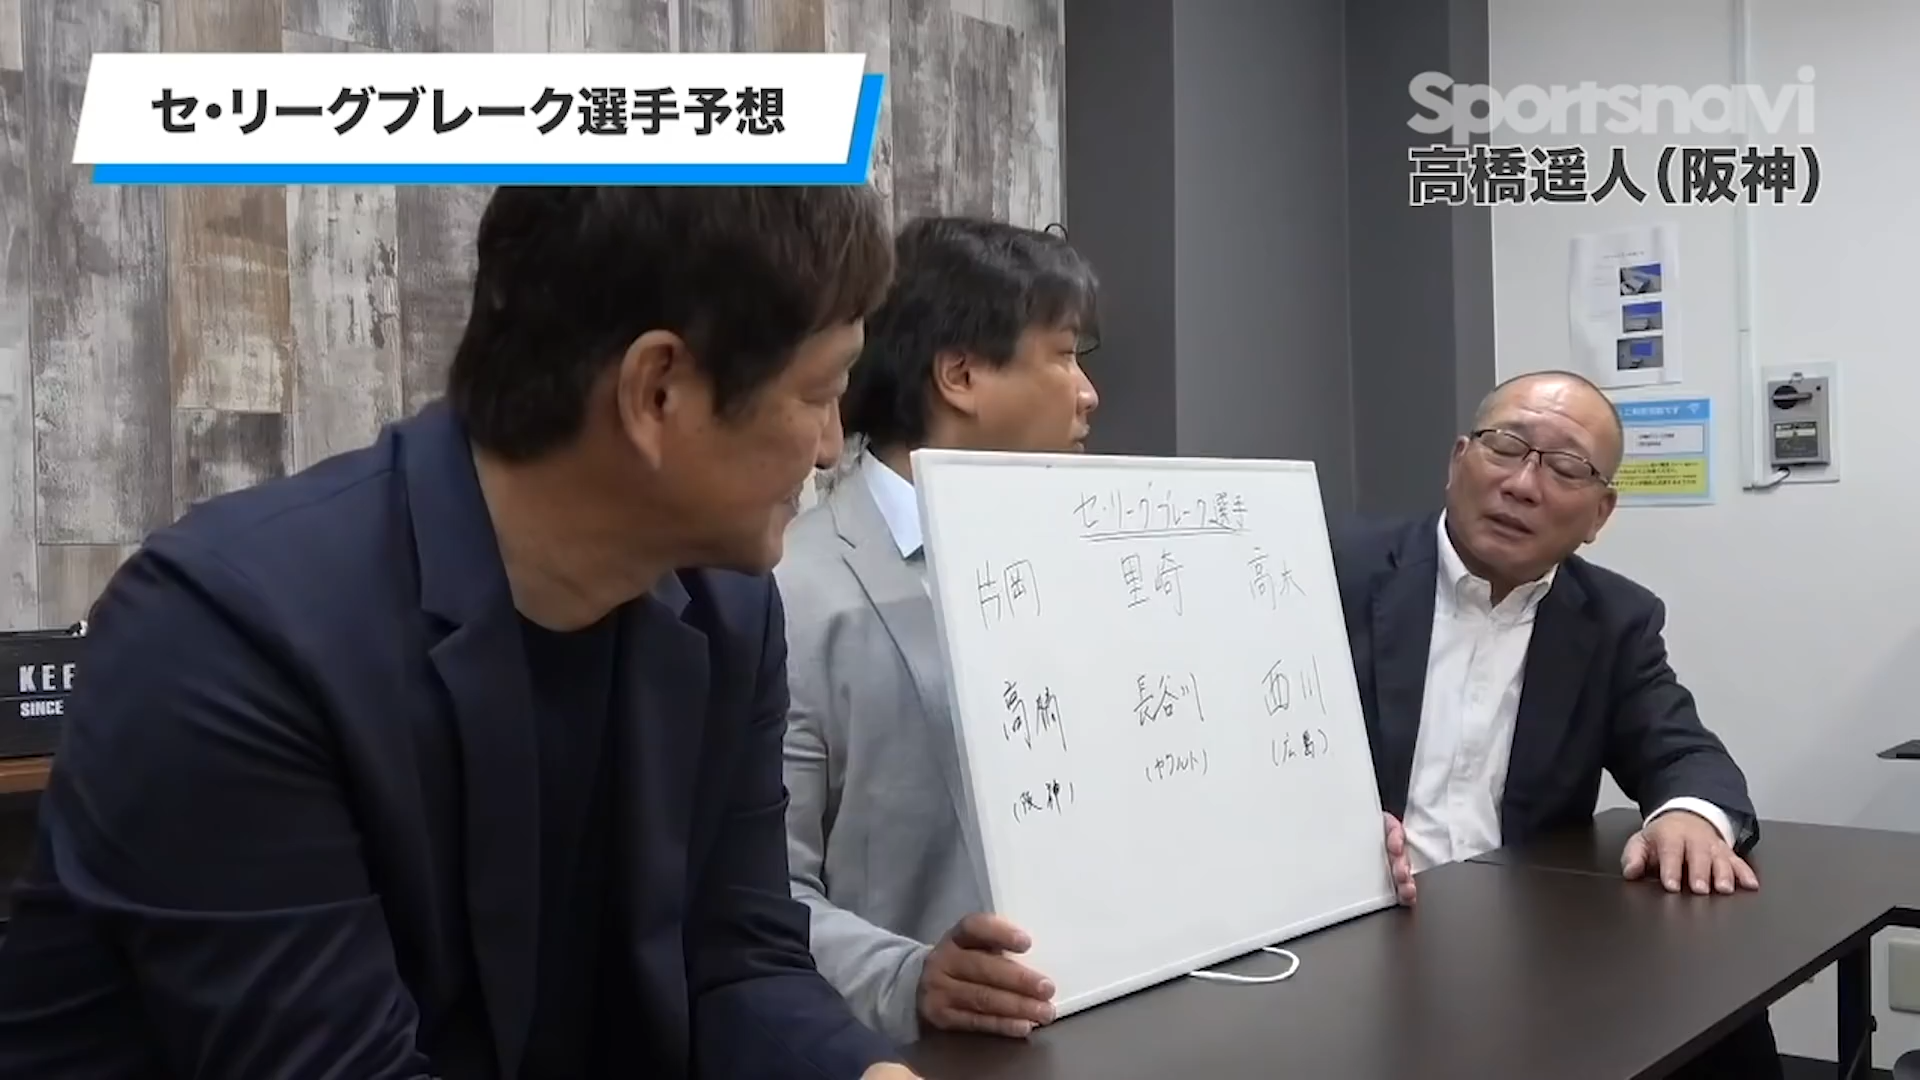 セ・リーグブレーク選手予想
Sportsnavi
高橋遥人(阪神)
セ・リーグブレーク選手
片岡 里崎 高木
高橋 長谷川 西川
(阪神) (ヤクルト) (広島)
KEE
SINCE